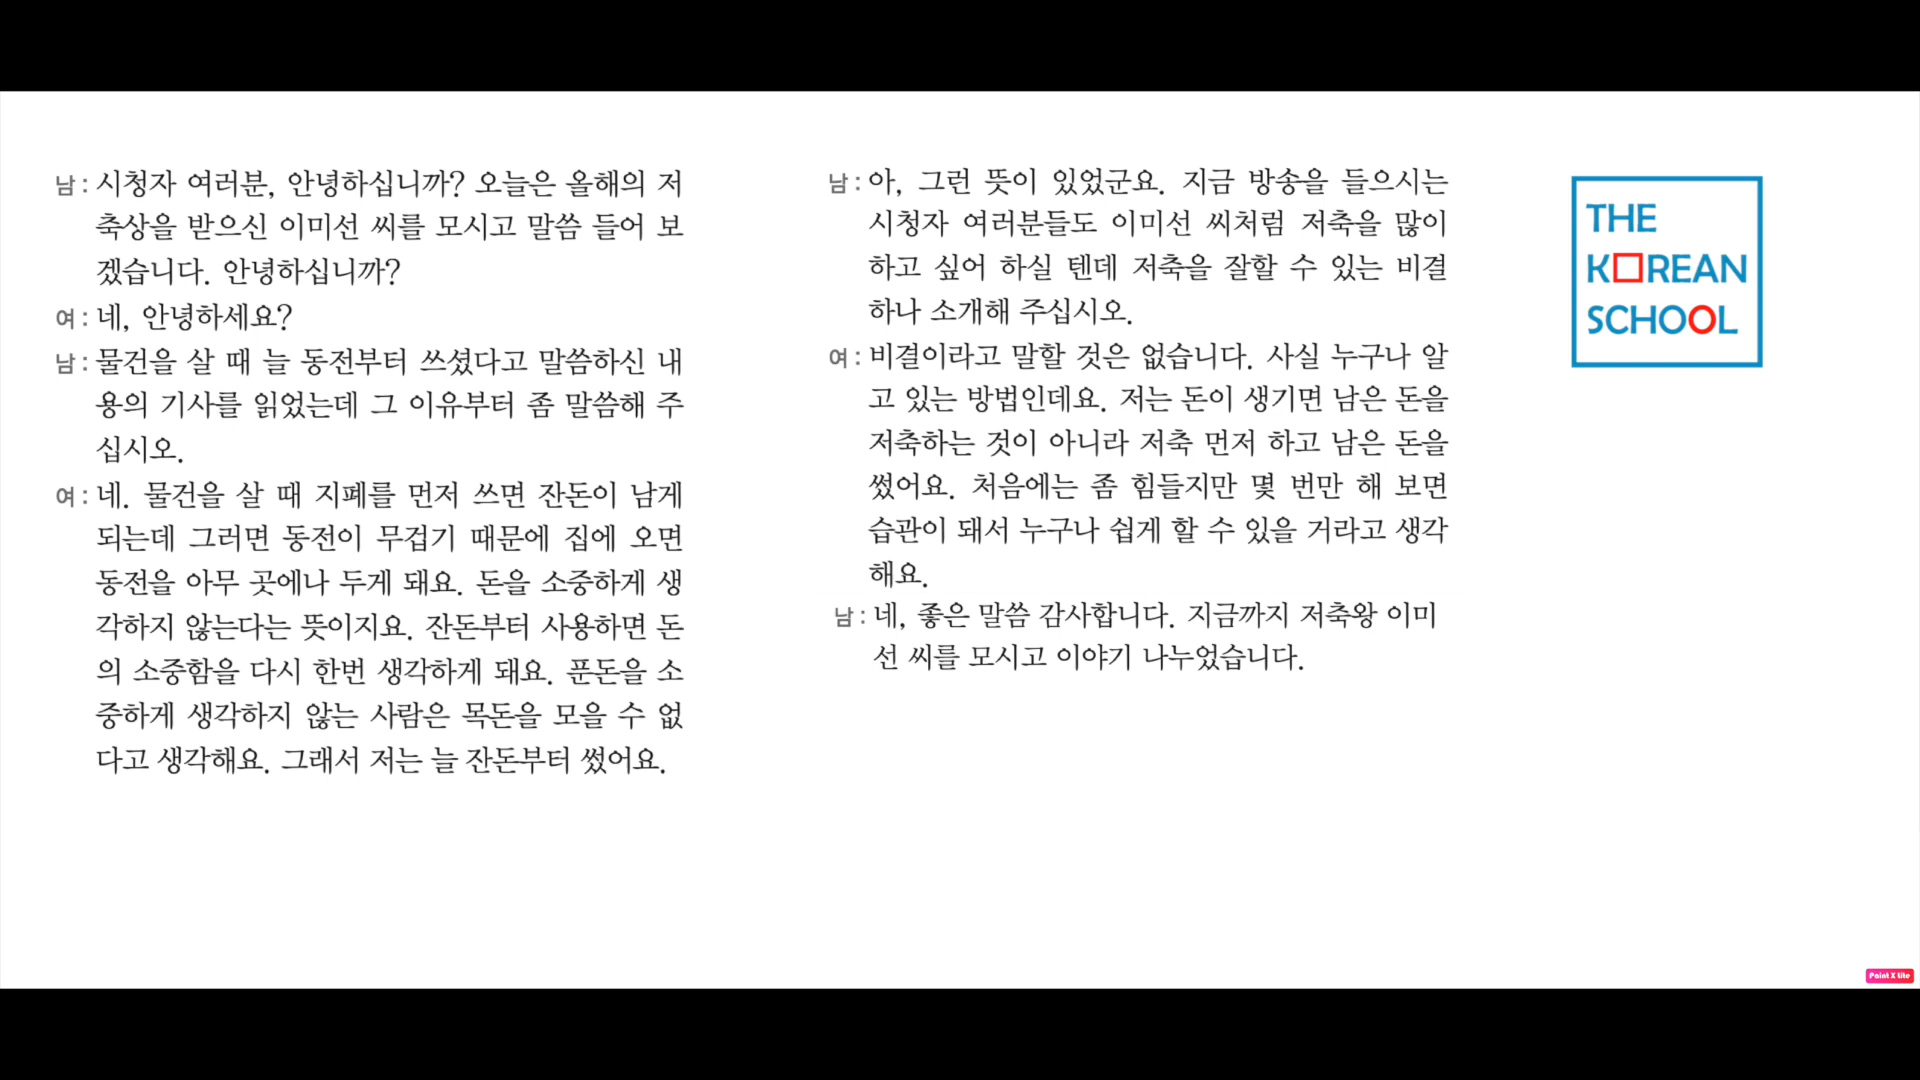 남 : 시청자 여러분, 안녕하십니까? 오늘은 올해의 저
축상을 받으신 이미선 씨를 모시고 말씀 들어 보
겠습니다. 안녕하십니까?
여 : 네, 안녕하세요?
남 : 물건을 살 때 늘 동전부터 쓰셨다고 말씀하신 내
용의 기사를 읽었는데 그 이유부터 좀 말씀해 주
십시오.
여 : 네. 물건을 살 때 지폐를 먼저 쓰면 잔돈이 남게
되는데 그러면 동전이 무겁기 때문에 집에 오면
동전을 아무 곳에나 두게 돼요. 돈을 소중하게 생
각하지 않는다는 뜻이지요. 잔돈부터 사용하면 돈
의 소중함을 다시 한번 생각하게 돼요. 푼돈을 소
중하게 생각하지 않는 사람은 목돈을 모을 수 없
다고 생각해요. 그래서 저는 늘 잔돈부터 썼어요.
남 : 아, 그런 뜻이 있었군요. 지금 방송을 들으시는
시청자 여러분들도 이미선 씨처럼 저축을 많이
하고 싶어 하실 텐데 저축을 잘할 수 있는 비결
하나 소개해 주십시오.
여 : 비결이라고 말할 것은 없습니다. 사실 누구나 알
고 있는 방법인데요. 저는 돈이 생기면 남은 돈을
저축하는 것이 아니라 저축 먼저 하고 남은 돈을
썼어요. 처음에는 좀 힘들지만 몇 번만 해 보면
습관이 돼서 누구나 쉽게 할 수 있을 거라고 생각
해요.
남 : 네, 좋은 말씀 감사합니다. 지금까지 저축왕 이미
선 씨를 모시고 이야기 나누었습니다.
THE
KOREAN
SCHOOL
Paint X Lite